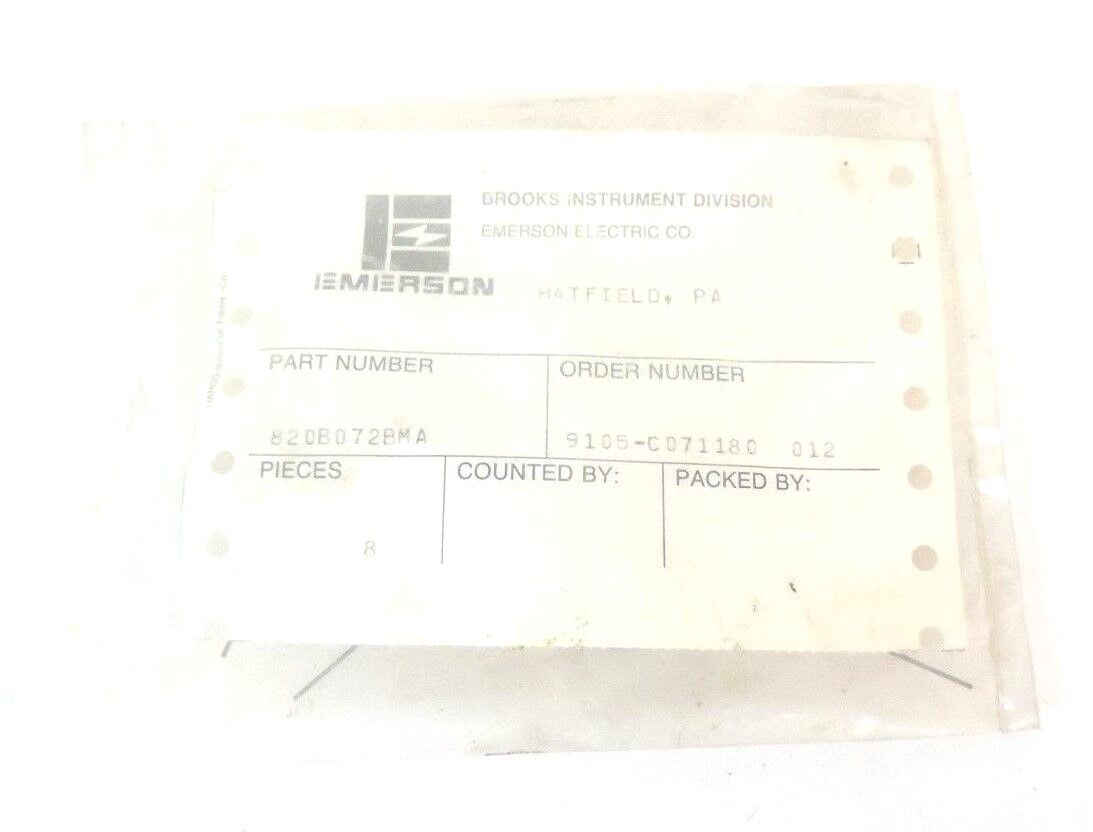 BROOKS INSTRUMENT DIVISION
EMERSON ELECTRIC CO.
EMERSON
HATFIELD, PA
PART NUMBER
ORDER NUMBER
820B072BMA
9105-C071180 012
PIECES
COUNTED BY:
PACKED BY:
8